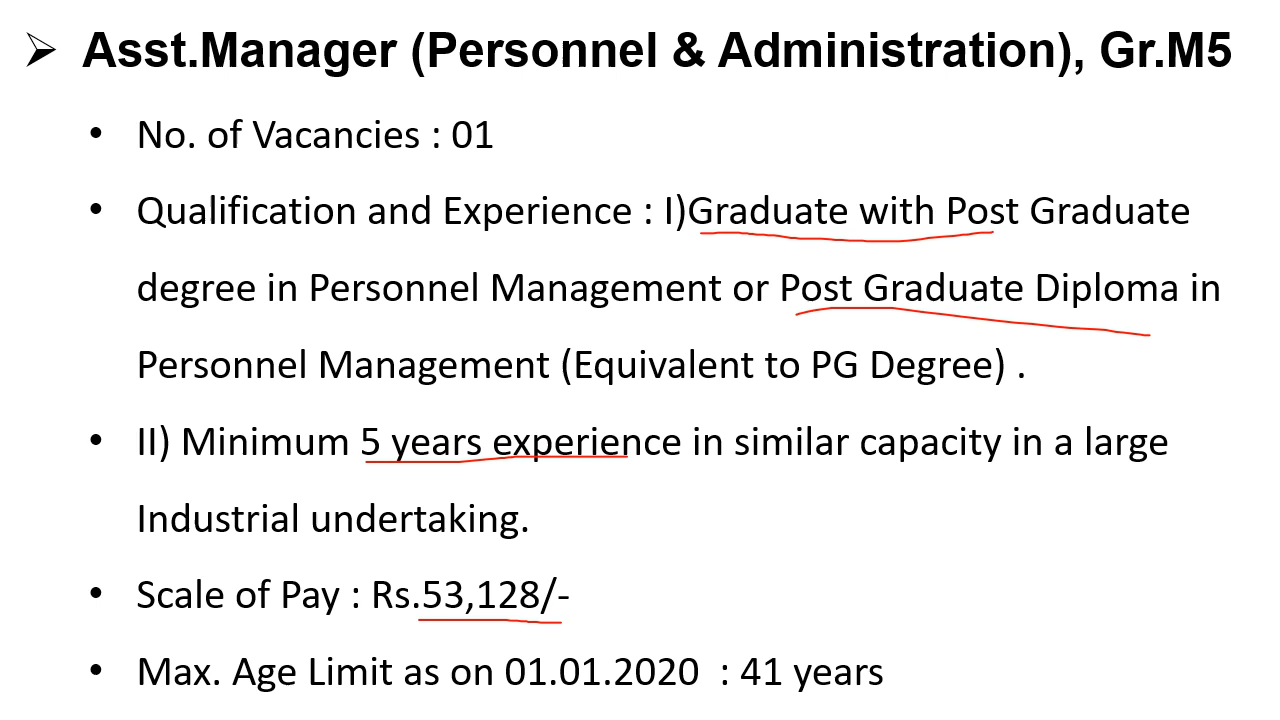 Asst.Manager (Personnel & Administration), Gr.M5
No. of Vacancies : 01
Qualification and Experience : I)Graduate with Post Graduate
degree in Personnel Management or Post Graduate Diploma in
Personnel Management (Equivalent to PG Degree) .
II) Minimum 5 years experience in similar capacity in a large
Industrial undertaking.
Scale of Pay : Rs.53,128/-
Max. Age Limit as on 01.01.2020  : 41 years